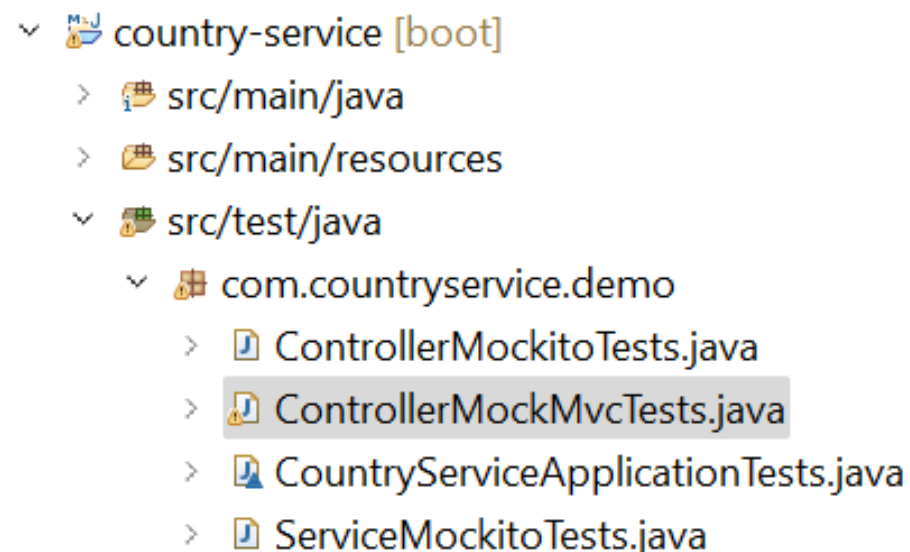 country-service [boot]
src/main/java
src/main/resources
src/test/java
com.countryservice.demo
ControllerMockitoTests.java
ControllerMockMvcTests.java
CountryServiceApplicationTests.java
ServiceMockitoTests.java